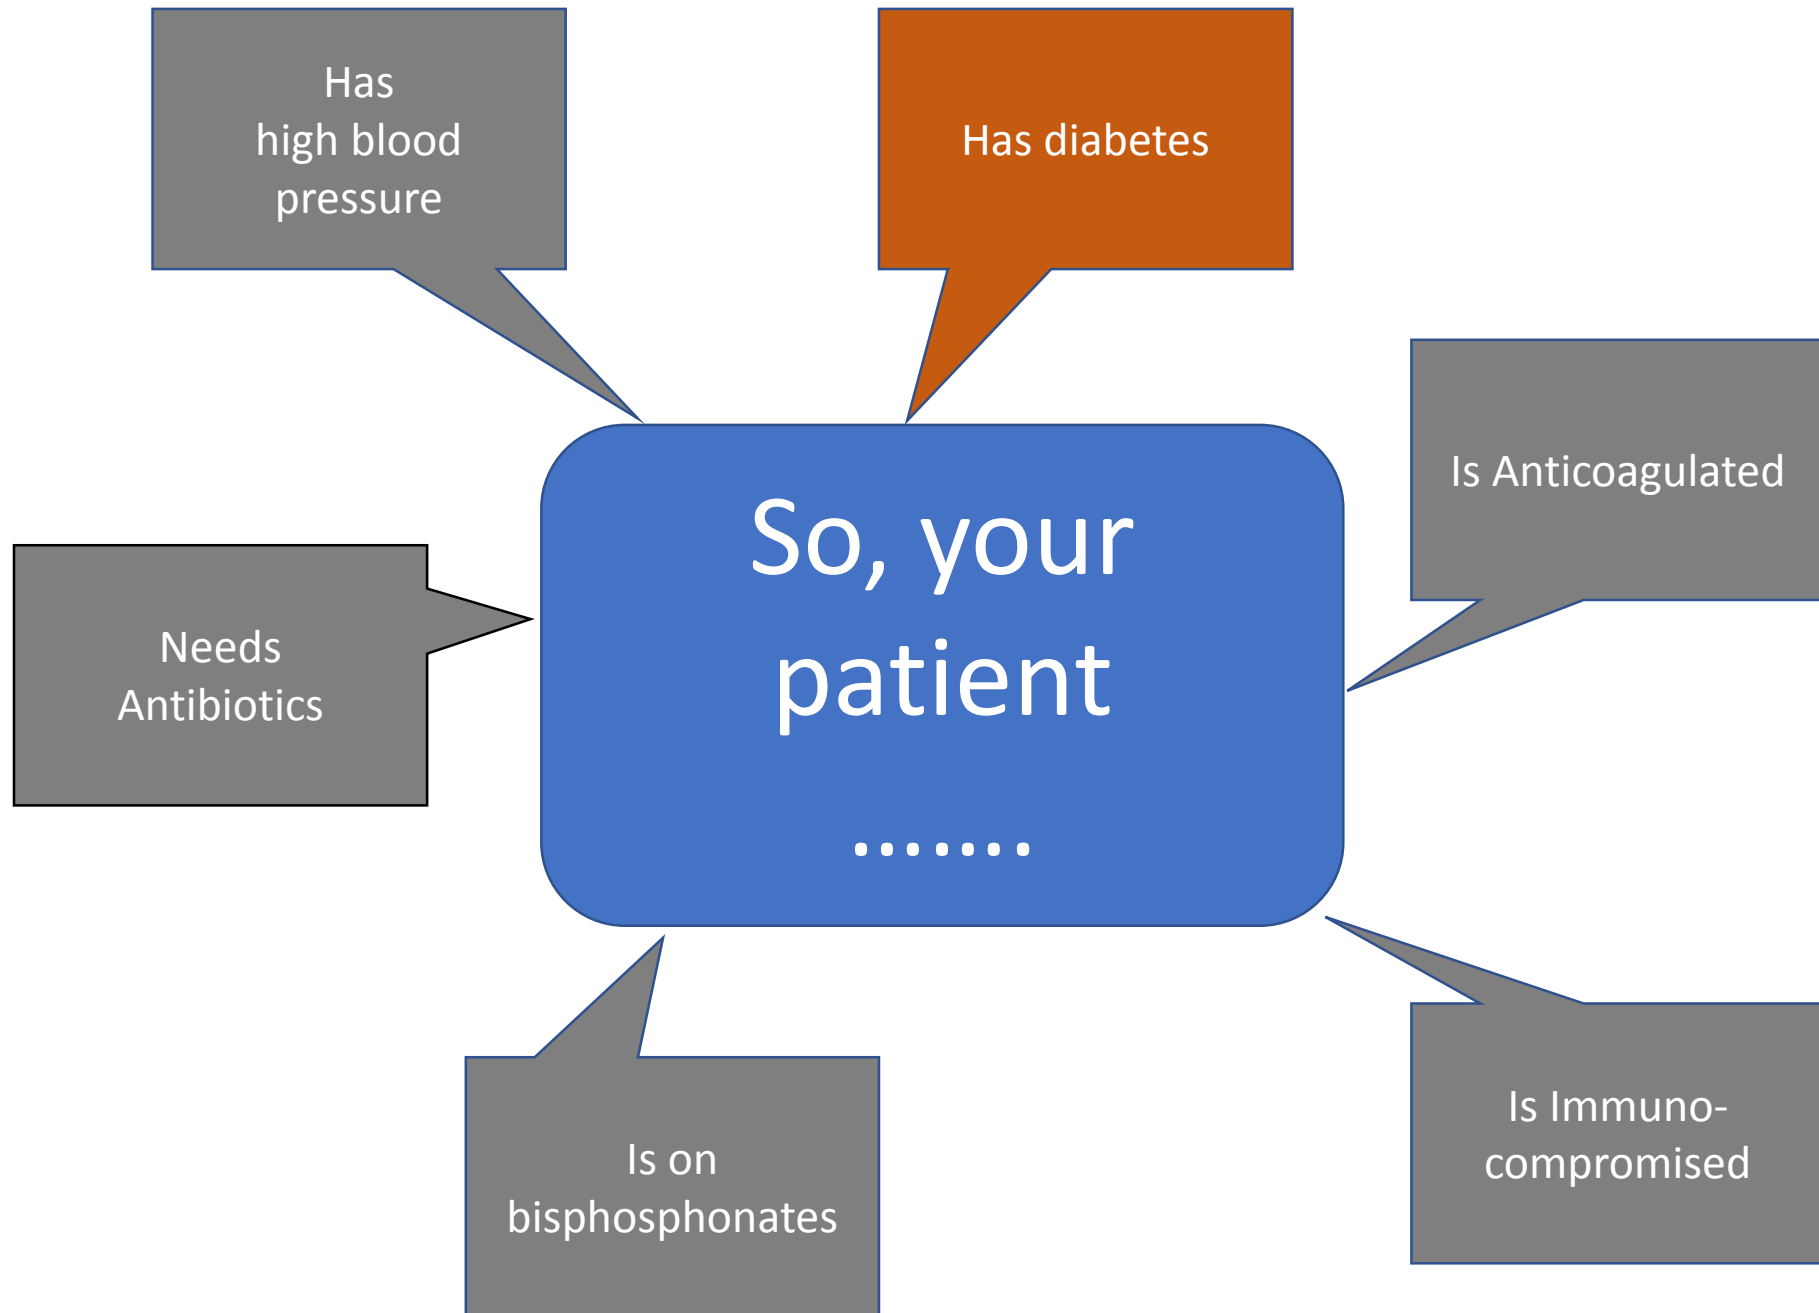 Has
high blood
pressure
Has diabetes
Is Anticoagulated
So, your
patient
.......
Needs
Antibiotics
Is on
bisphosphonates
Is Immuno-
compromised